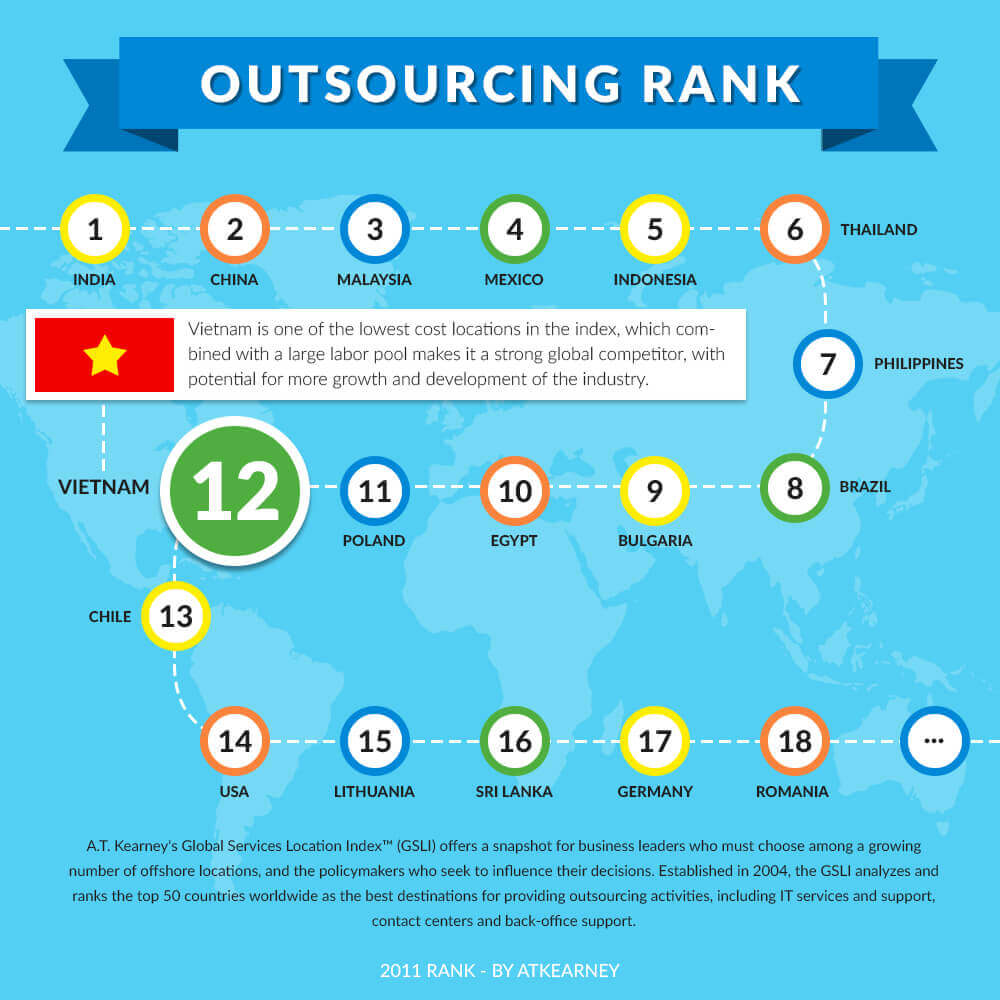 OUTSOURCING RANK
1 2 3 4 5 6 THAILAND
INDIA CHINA MALAYSIA MEXICO INDONESIA
Vietnam is one of the lowest cost locations in the index, which com-
bined with a large labor pool makes it a strong global competitor, with
potential for more growth and development of the industry.
7 PHILIPPINES
VIETNAM 12 11 10 9 8 BRAZIL
POLAND EGYPT BULGARIA
CHILE 13
14 15 16 17 18 ...
USA LITHUANIA SRI LANKA GERMANY ROMANIA
A.T. Kearney's Global Services Location Index™ (GSLI) offers a snapshot for business leaders who must choose among a growing
number of offshore locations, and the policymakers who seek to influence their decisions. Established in 2004, the GSLI analyzes and
ranks the top 50 countries worldwide as the best destinations for providing outsourcing activities, including IT services and support,
contact centers and back-office support.
2011 RANK - BY ATKEARNEY